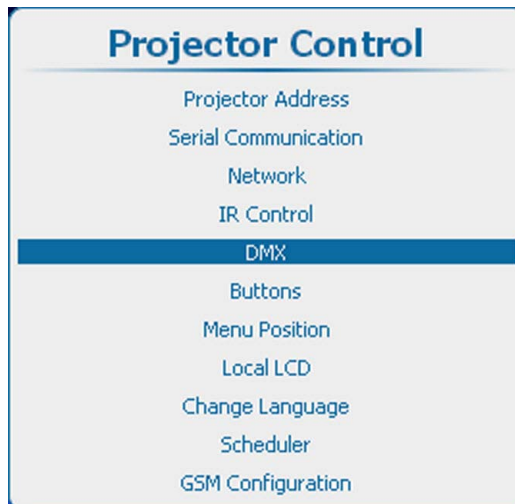 Projector Control
Projector Address
Serial Communication
Network
IR Control
DMX
Buttons
Menu Position
Local LCD
Change Language
Scheduler
GSM Configuration